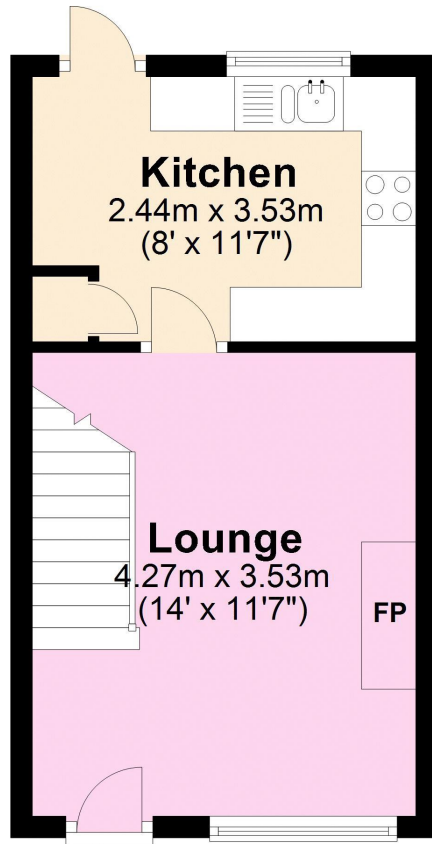 Kitchen
2.44m x 3.53m
(8' x 11'7")
Lounge
4.27m x 3.53m
(14' x 11'7")
FP